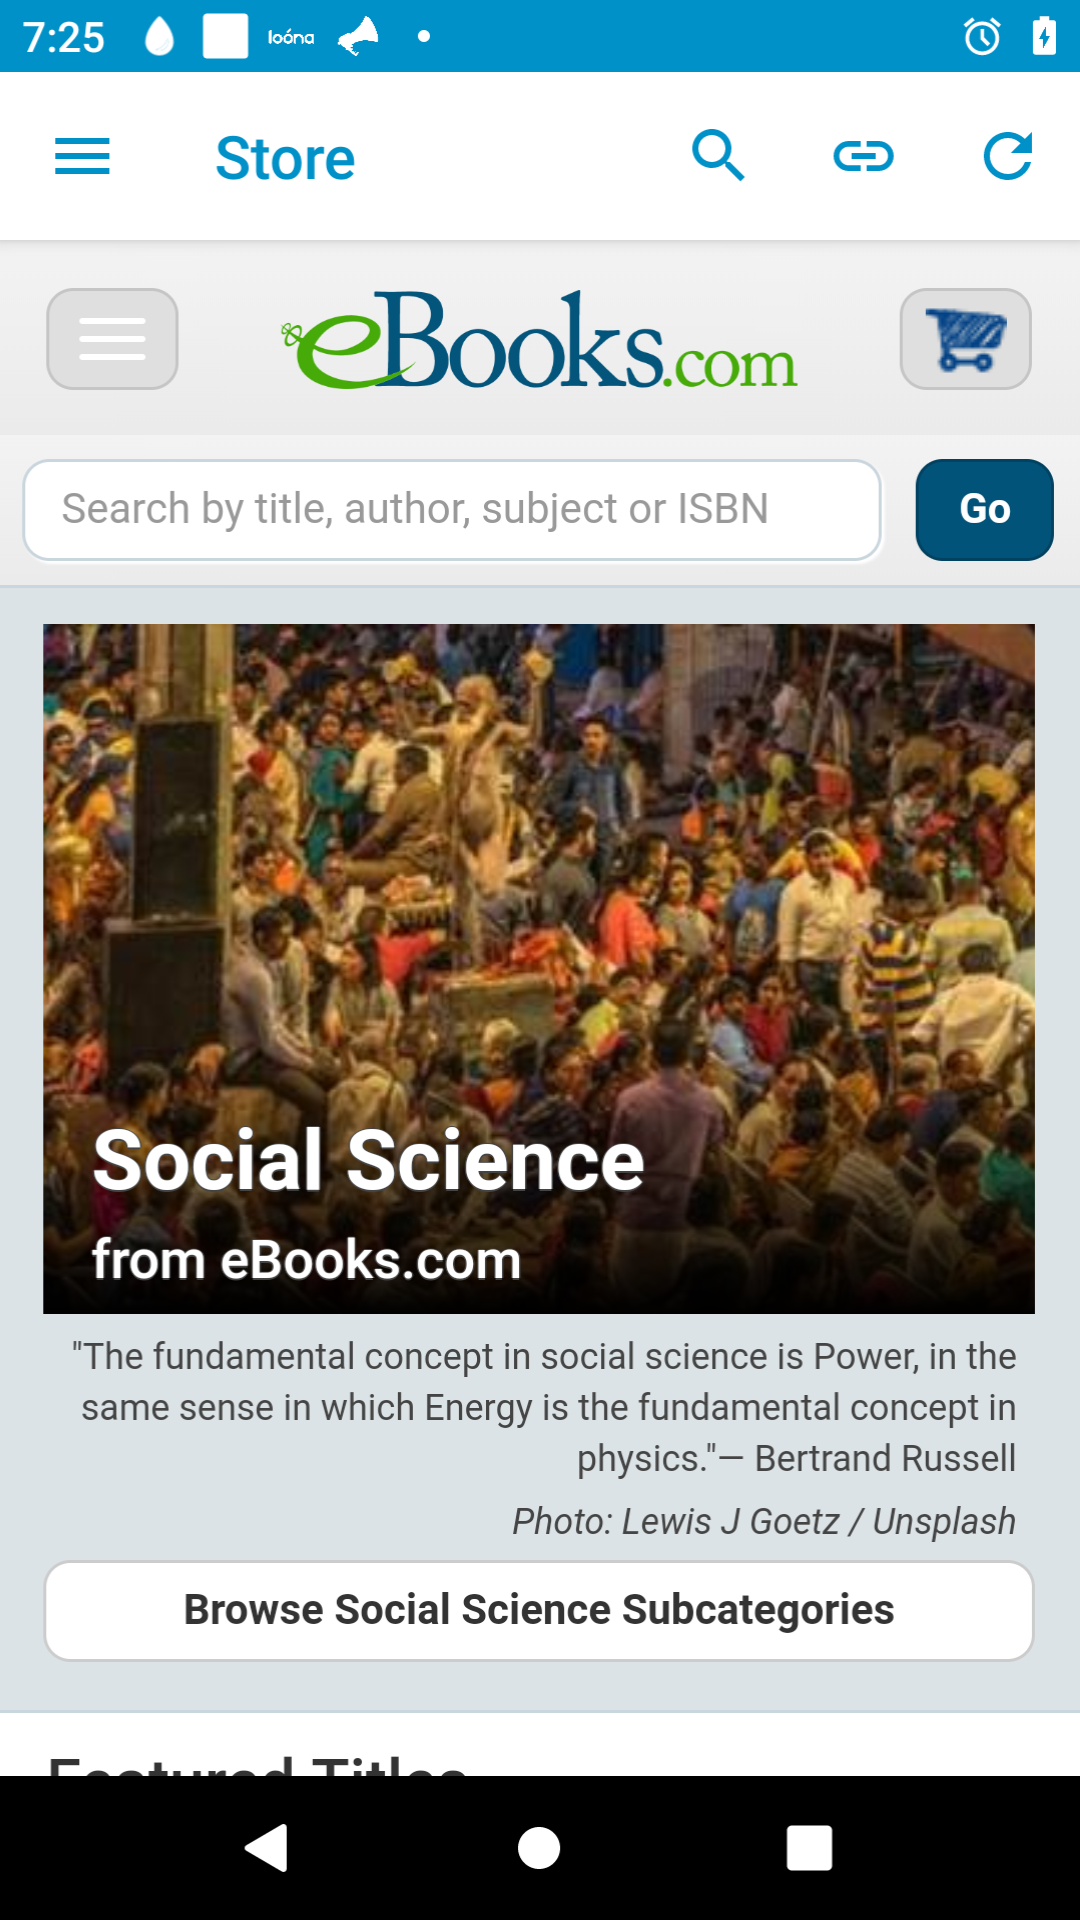 7:25
loóna
Store
eBooks.com
Search by title, author, subject or ISBN
Go
Social Science
from eBooks.com
"The fundamental concept in social science is Power, in the
same sense in which Energy is the fundamental concept in
physics."— Bertrand Russell
Photo: Lewis J Goetz / Unsplash
Browse Social Science Subcategories
Featured Titles